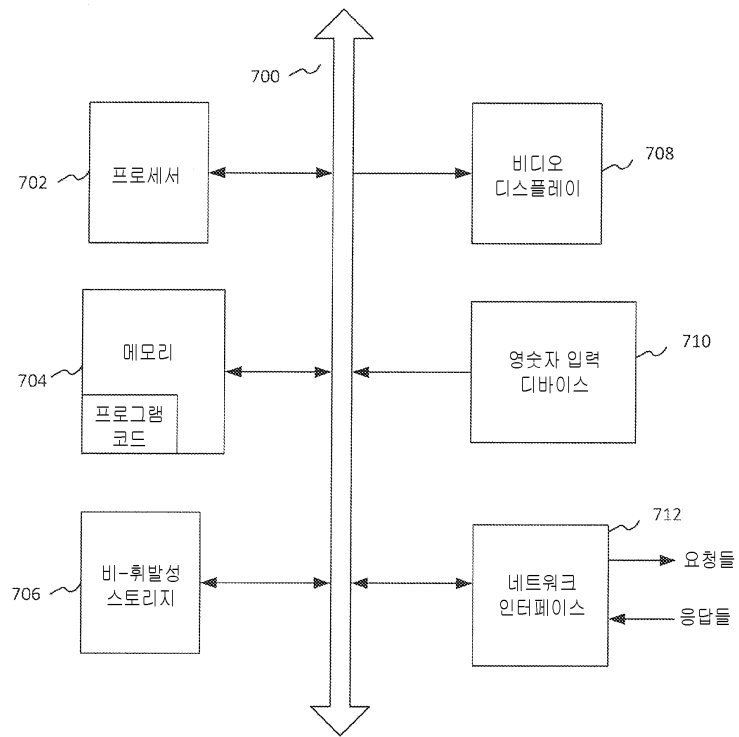 700
702
프로세서
비디오
디스플레이
708
704
메모리
프로그램
코드
영숫자 입력
디바이스
710
706
비-휘발성
스토리지
712
네트워크
인터페이스
요청들
응답들